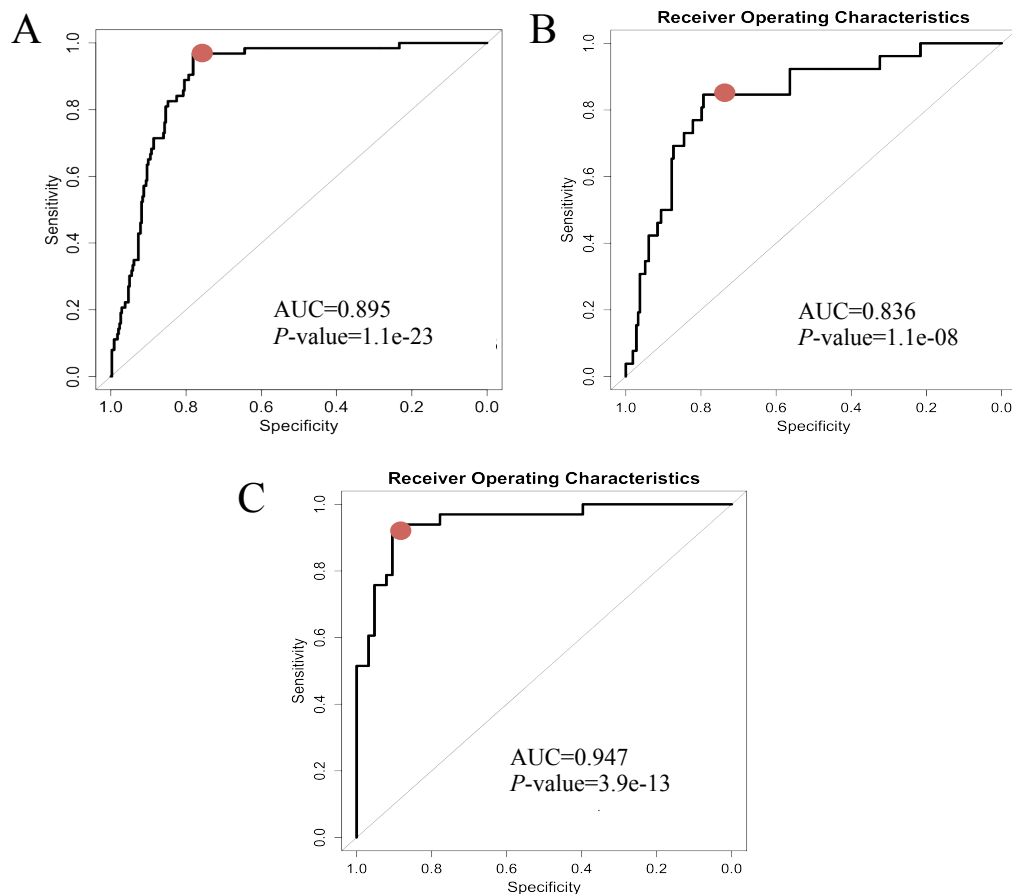 A
1.0
0.8
0.6
0.4
0.2
0.0
Sensitivity
AUC=0.895
P-value=1.1e-23
1.0 0.8 0.6 0.4 0.2 0.0
Specificity
B
Receiver Operating Characteristics
1.0
0.8
0.6
0.4
0.2
0.0
Sensitivity
AUC=0.836
P-value=1.1e-08
1.0 0.8 0.6 0.4 0.2 0.0
Specificity
C
Receiver Operating Characteristics
1.0
0.8
0.6
0.4
0.2
0.0
Sensitivity
AUC=0.947
P-value=3.9e-13
1.0 0.8 0.6 0.4 0.2 0.0
Specificity